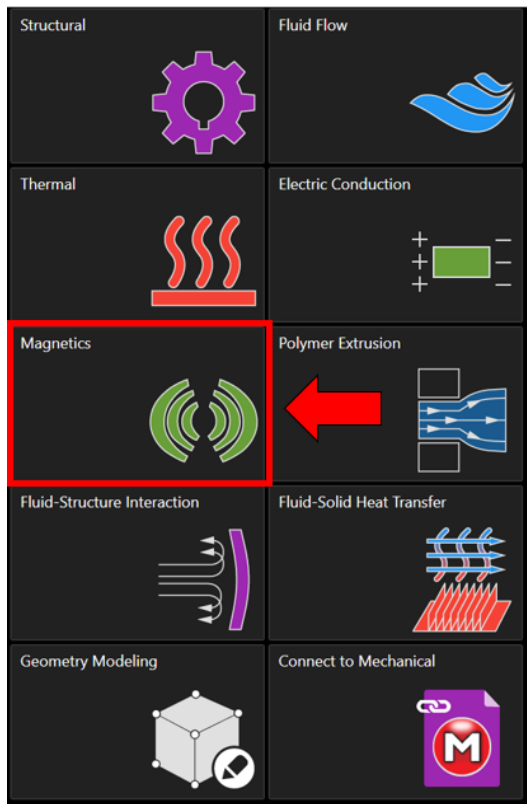 Structural
Fluid Flow
Thermal
Electric Conduction
Magnetics
Polymer Extrusion
Fluid-Structure Interaction
Fluid-Solid Heat Transfer
Geometry Modeling
Connect to Mechanical
M